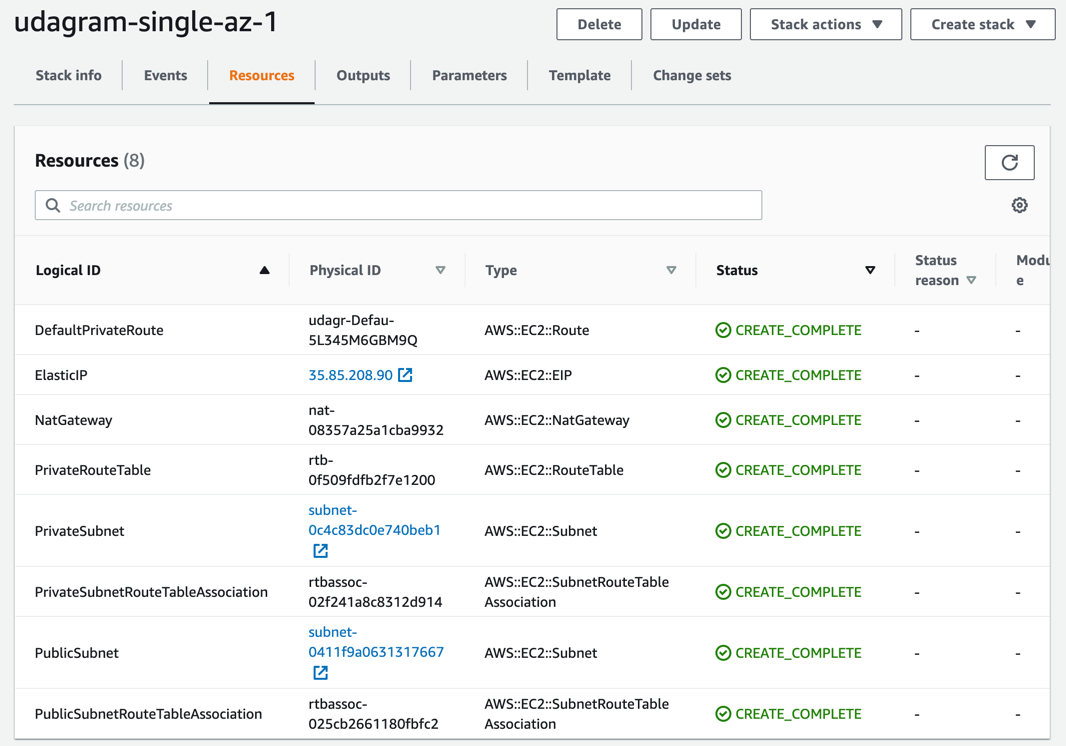 udagram-single-az-1
Delete
Update
Stack actions
Create stack
Stack info
Events
Resources
Outputs
Parameters
Template
Change sets
Resources (8)
Search resources
Logical ID
Physical ID
Type
Status
Status
reason
Modu
e
DefaultPrivateRoute
udagr-Defau-
5L345M6GBM9Q
AWS::EC2::Route
CREATE_COMPLETE
-
-
ElasticIP
35.85.208.90
AWS::EC2::EIP
CREATE_COMPLETE
-
-
NatGateway
nat-
08357a25a1cba9932
AWS::EC2::NatGateway
CREATE_COMPLETE
-
-
PrivateRouteTable
rtb-
0f509fdfb2f7e1200
AWS::EC2::RouteTable
CREATE_COMPLETE
-
-
PrivateSubnet
subnet-
0c4c83dc0e740beb1
AWS::EC2::Subnet
CREATE_COMPLETE
-
-
PrivateSubnetRouteTableAssociation
rtbassoc-
02f241a8c8312d914
AWS::EC2::SubnetRouteTable
Association
CREATE_COMPLETE
-
-
PublicSubnet
subnet-
0411f9a0631317667
AWS::EC2::Subnet
CREATE_COMPLETE
-
-
PublicSubnetRouteTableAssociation
rtbassoc-
025cb2661180fbfc2
AWS::EC2::SubnetRouteTable
Association
CREATE_COMPLETE
-
-